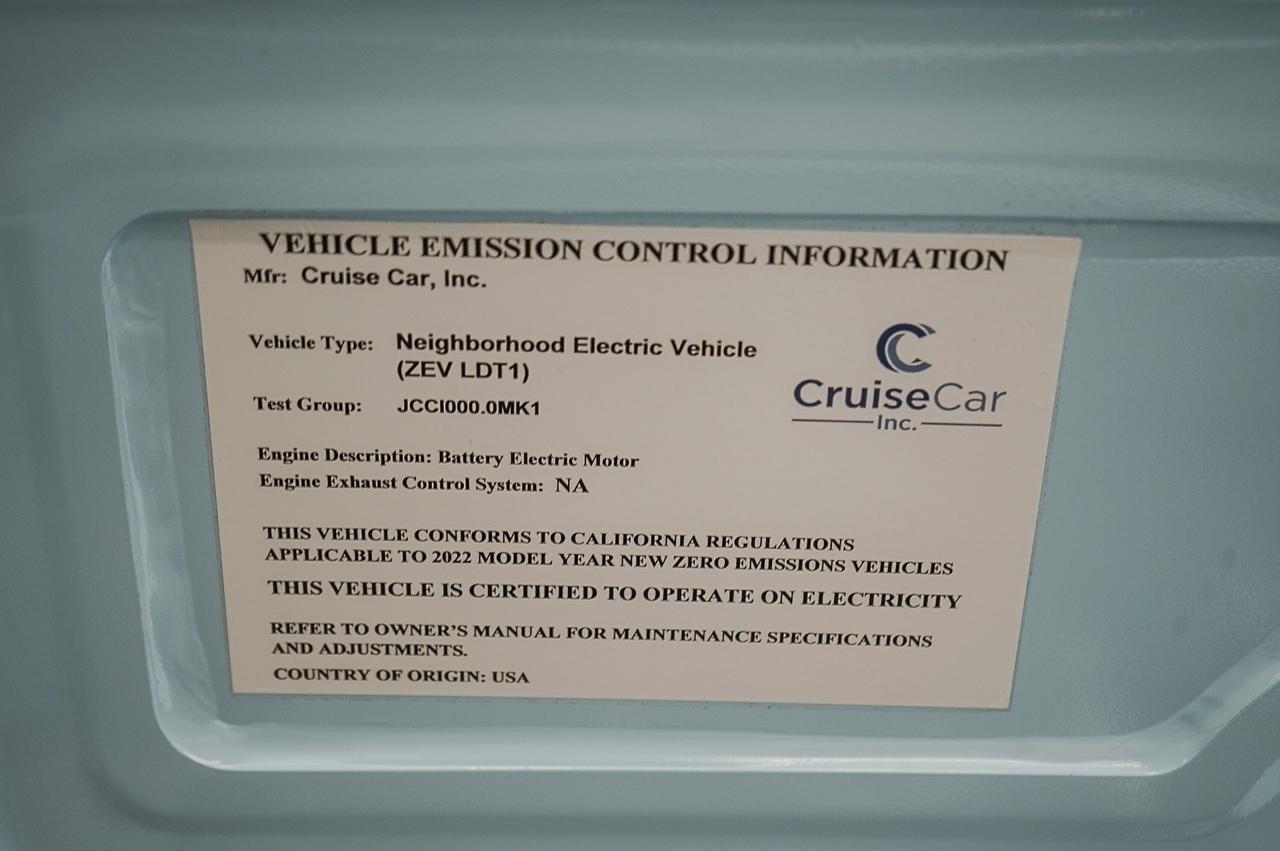 VEHICLE EMISSION CONTROL INFORMATION
Mfr: Cruise Car, Inc.
Vehicle Type: Neighborhood Electric Vehicle
(ZEV LDT1)
Test Group: JCCI000.0MK1
CruiseCar
Inc.
Engine Description: Battery Electric Motor
Engine Exhaust Control System: NA
THIS VEHICLE CONFORMS TO CALIFORNIA REGULATIONS
APPLICABLE TO 2022 MODEL YEAR NEW ZERO EMISSIONS VEHICLES
THIS VEHICLE IS CERTIFIED TO OPERATE ON ELECTRICITY
REFER TO OWNER'S MANUAL FOR MAINTENANCE SPECIFICATIONS
AND ADJUSTMENTS.
COUNTRY OF ORIGIN: USA